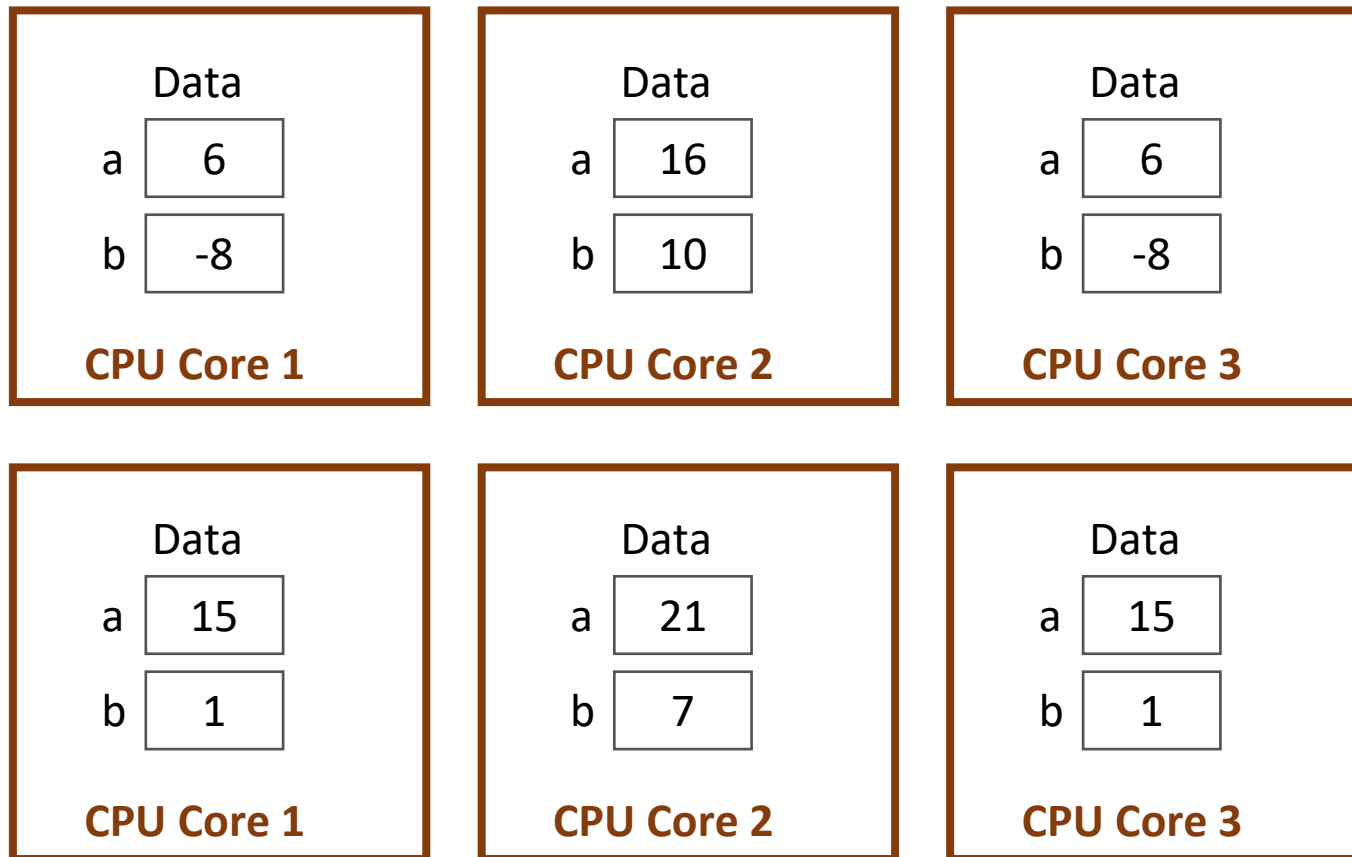 Data Data Data
a 6 a 16 a 6
b -8 b 10 b -8
CPU Core 1 CPU Core 2 CPU Core 3
Data Data Data
a 15 a 21 a 15
b 1 b 7 b 1
CPU Core 1 CPU Core 2 CPU Core 3